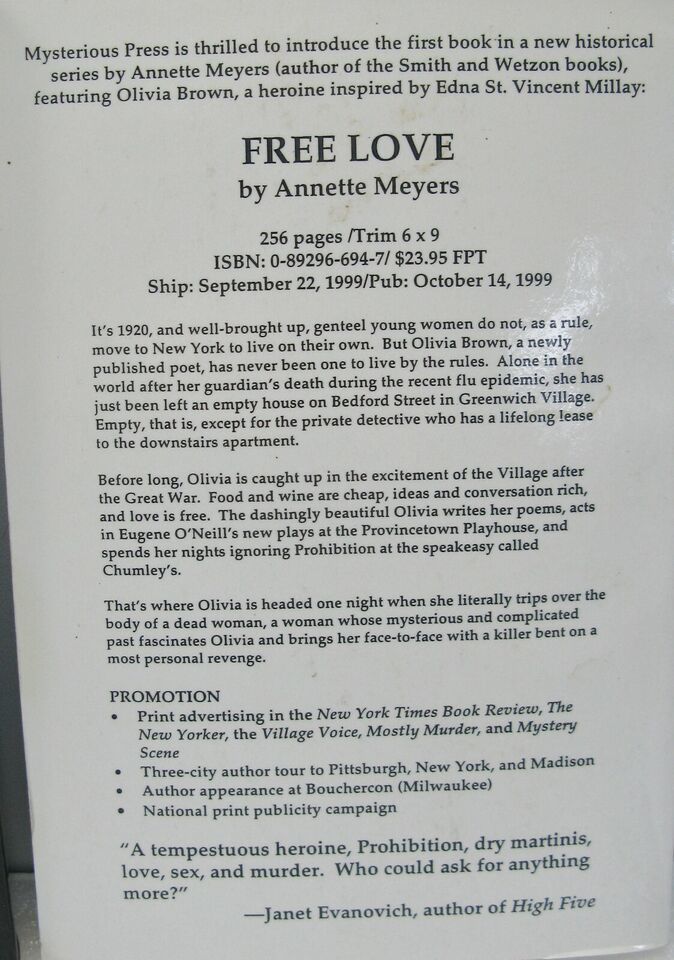 Mysterious Press is thrilled to introduce the first book in a new historical
series by Annette Meyers (author of the Smith and Wetzon books),
featuring Olivia Brown, a heroine inspired by Edna St. Vincent Millay:
FREE LOVE
by Annette Meyers
256 pages /Trim 6 x 9
ISBN: 0-89296-694-7/ $23.95 FPT
Ship: September 22, 1999/Pub: October 14, 1999
It's 1920, and well-brought up, genteel young women do not, as a rule,
move to New York to live on their own. But Olivia Brown, a newly
published poet, has never been one to live by the rules. Alone in the
world after her guardian's death during the recent flu epidemic, she has
just been left an empty house on Bedford Street in Greenwich Village.
Empty, that is, except for the private detective who has a lifelong lease
to the downstairs apartment.
Before long, Olivia is caught up in the excitement of the Village after
the Great War. Food and wine are cheap, ideas and conversation rich,
and love is free. The dashingly beautiful Olivia writes her poems, acts
in Eugene O'Neill's new plays at the Provincetown Playhouse, and
spends her nights ignoring Prohibition at the speakeasy called
Chumley's.
That's where Olivia is headed one night when she literally trips over the
body of a dead woman, a woman whose mysterious and complicated
past fascinates Olivia and brings her face-to-face with a killer bent on a
most personal revenge.
PROMOTION
• Print advertising in the New York Times Book Review, The
New Yorker, the Village Voice, Mostly Murder, and Mystery
Scene
• Three-city author tour to Pittsburgh, New York, and Madison
• Author appearance at Bouchercon (Milwaukee)
• National print publicity campaign
"A tempestuous heroine, Prohibition, dry martinis,
love, sex, and murder. Who could ask for anything
more?"
—Janet Evanovich, author of High Five